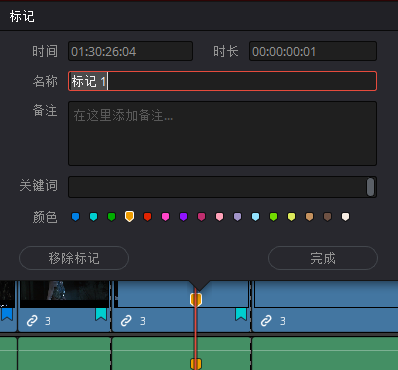 标记
时间 01:30:26:04 时长 00:00:00:01
名称 标记 1
备注 在这里添加备注...
关键词
颜色
移除标记 完成
3 3 3